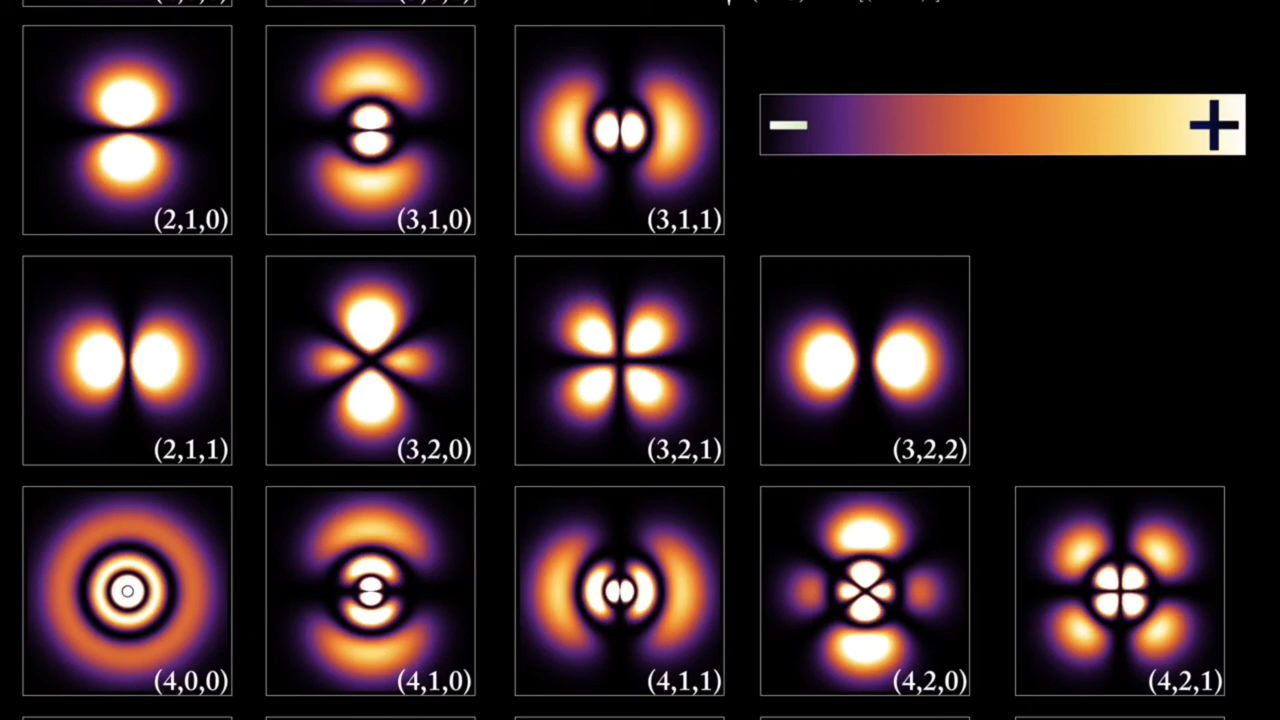 (2,1,0) (3,1,0) (3,1,1)
− +
(2,1,1) (3,2,0) (3,2,1) (3,2,2)
(4,0,0) (4,1,0) (4,1,1) (4,2,0) (4,2,1)